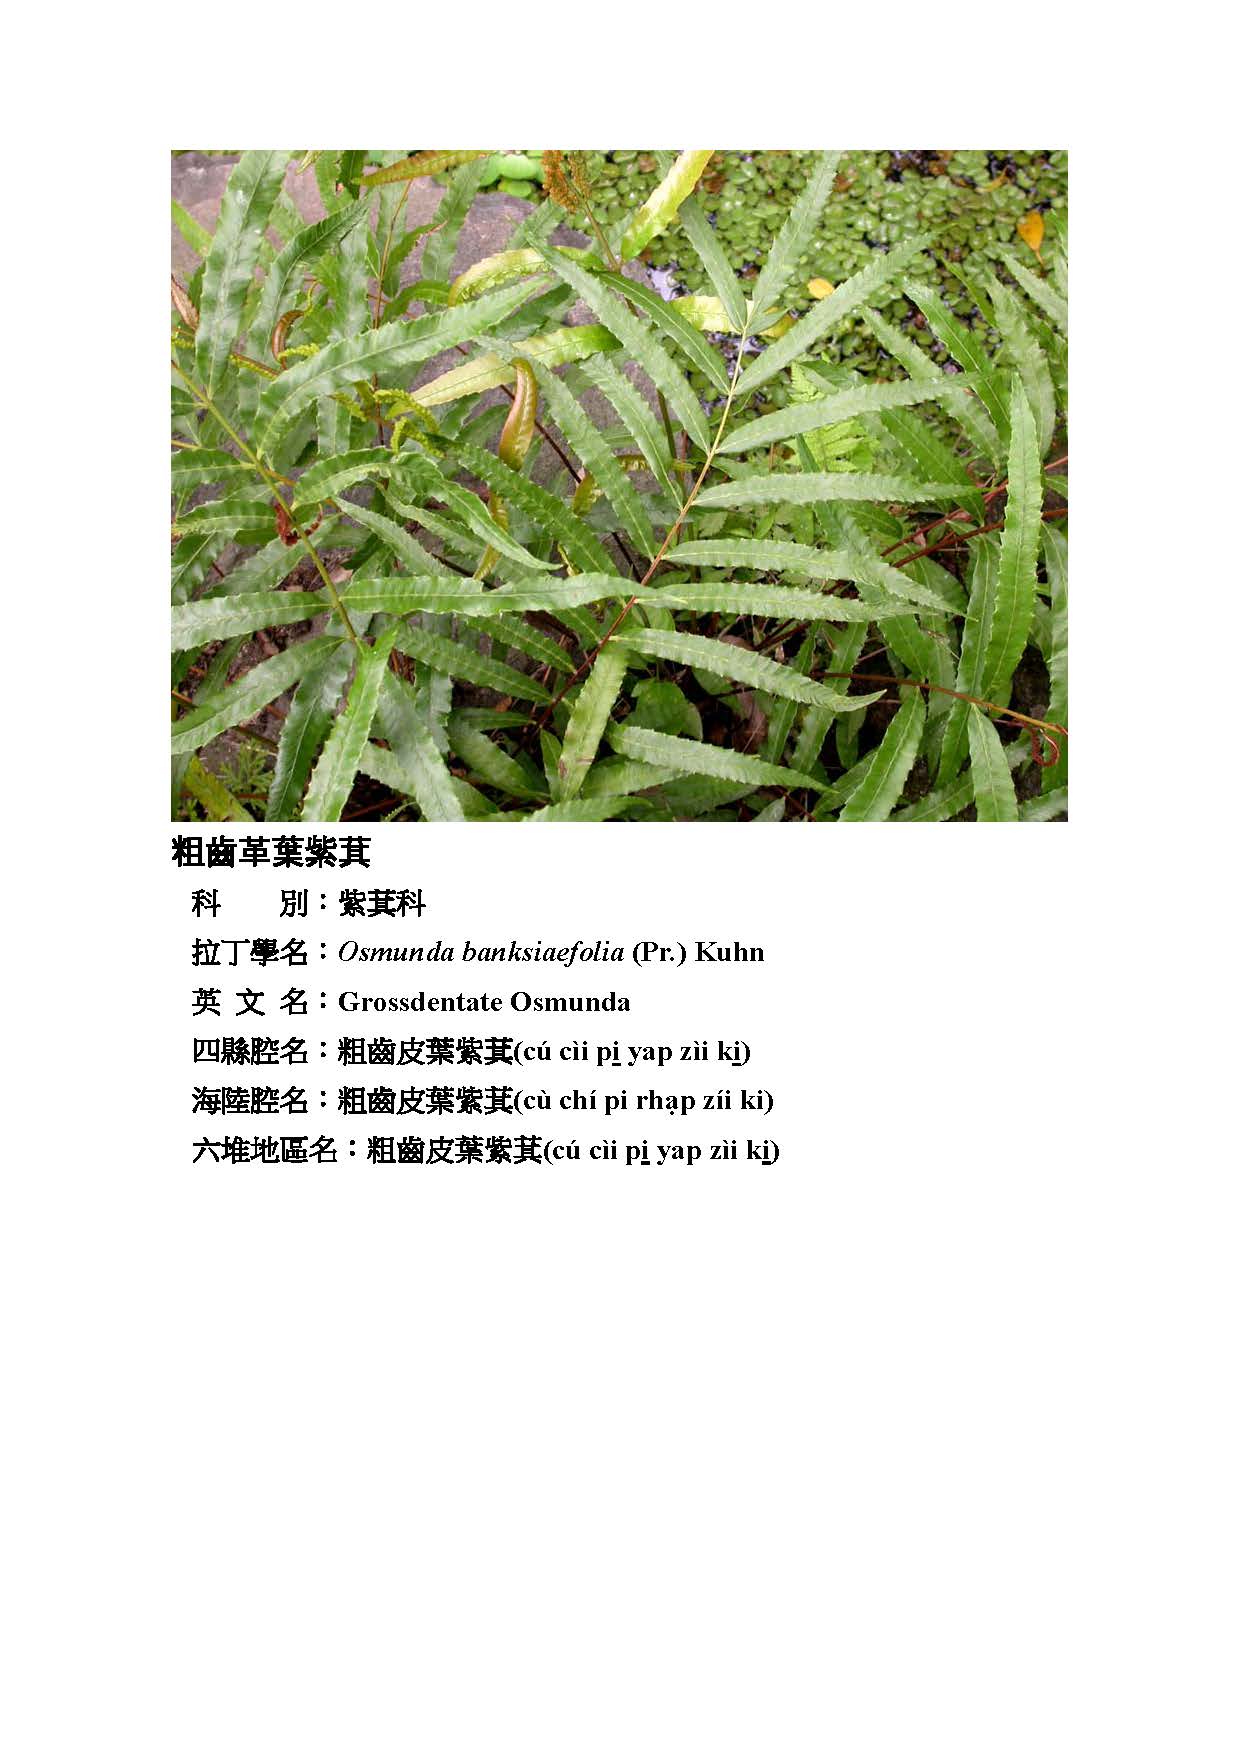 粗齒革葉紫萁
科　　別：紫萁科
拉丁學名：Osmunda banksiaefolia (Pr.) Kuhn
英 文 名：Grossdentate Osmunda
四縣腔名：粗齒皮葉紫萁(cú cìi pi̱ yap zìi ki̱)
海陸腔名：粗齒皮葉紫萁(cù chí pi rha̩p zíi ki)
六堆地區名：粗齒皮葉紫萁(cú cìi pi̱ yap zìi ki̱)